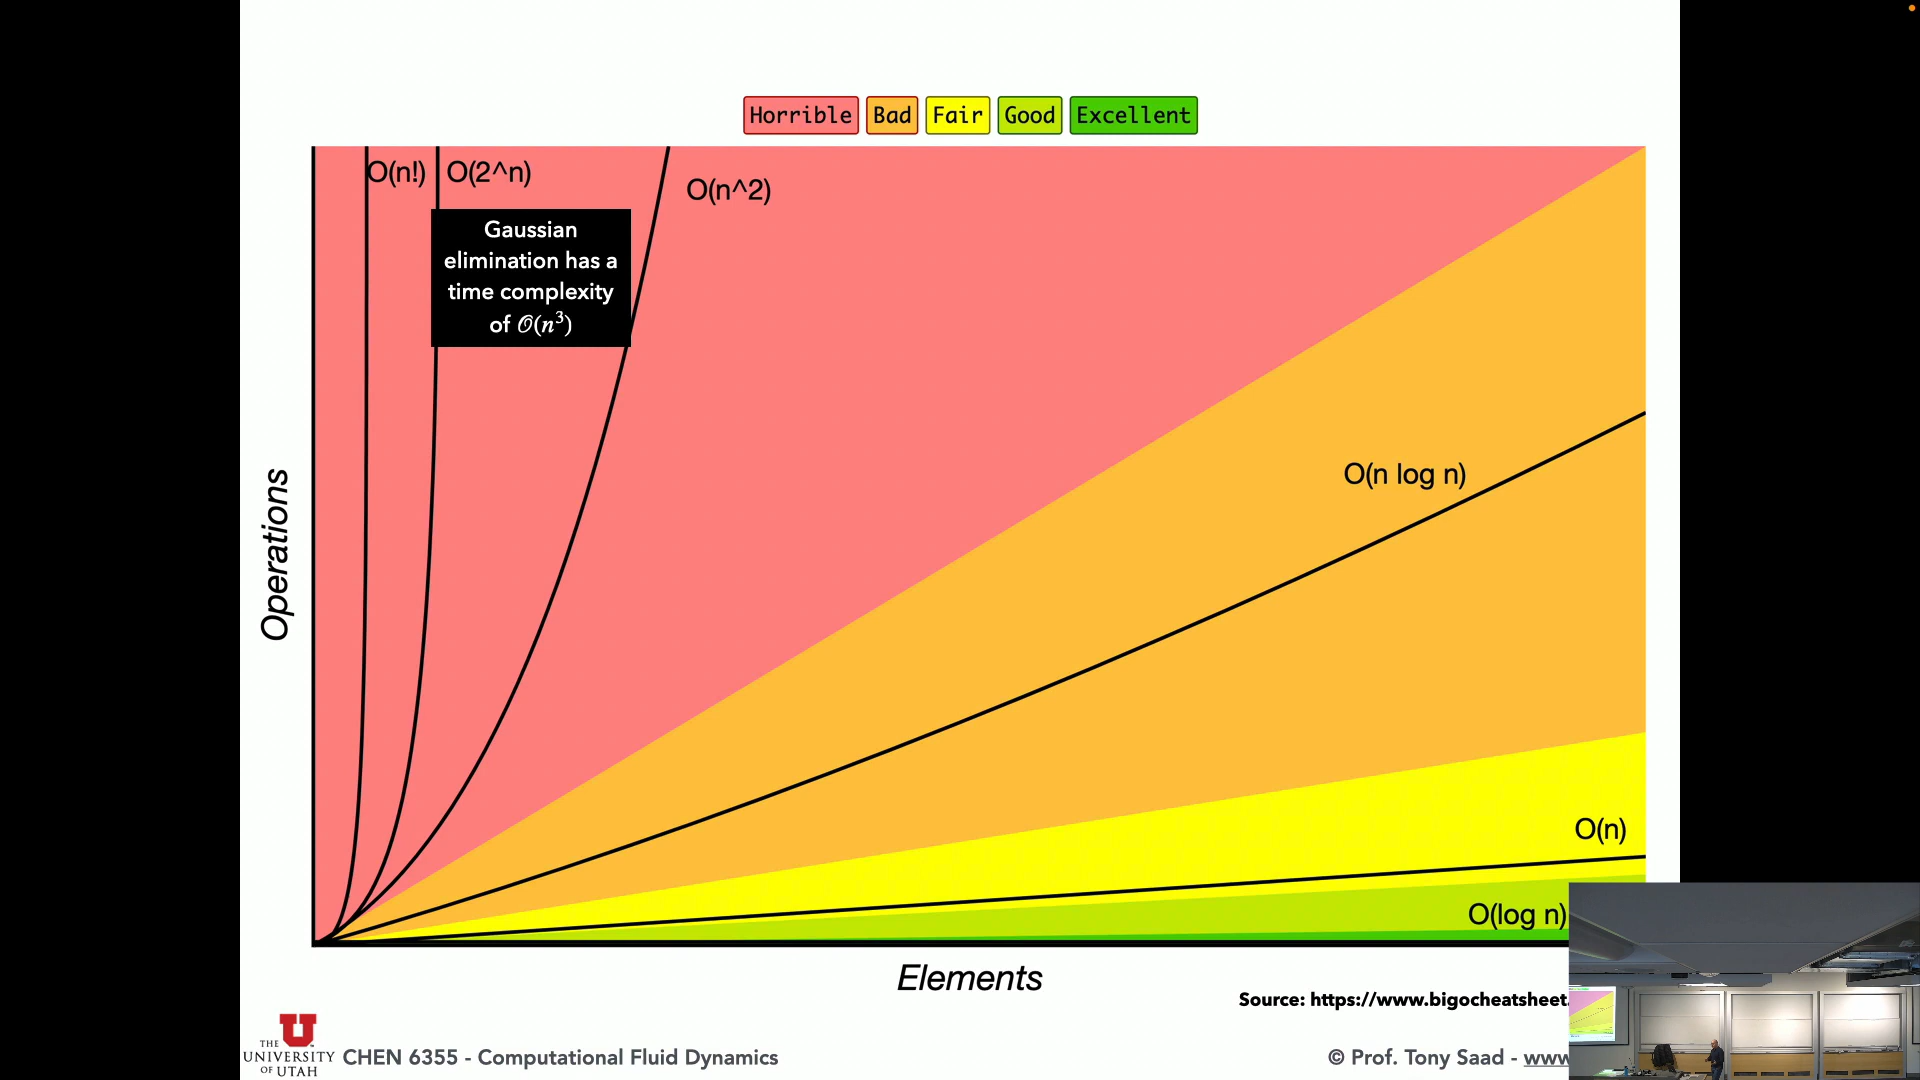 Horrible Bad Fair Good Excellent
O(n!) O(2^n)
O(n^2)
Gaussian
elimination has a
time complexity
of 𝒪(n³)
O(n log n)
Operations
O(n)
O(log n)
Elements
Source: https://www.bigocheatsheet.
THE
UNIVERSITY
OF UTAH
CHEN 6355 - Computational Fluid Dynamics
© Prof. Tony Saad - www